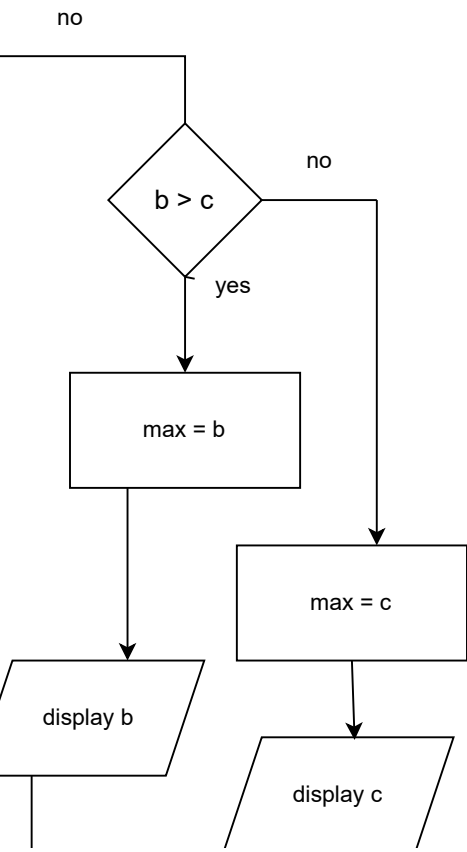 no
b > c
no
yes
max = b
max = c
display b
display c